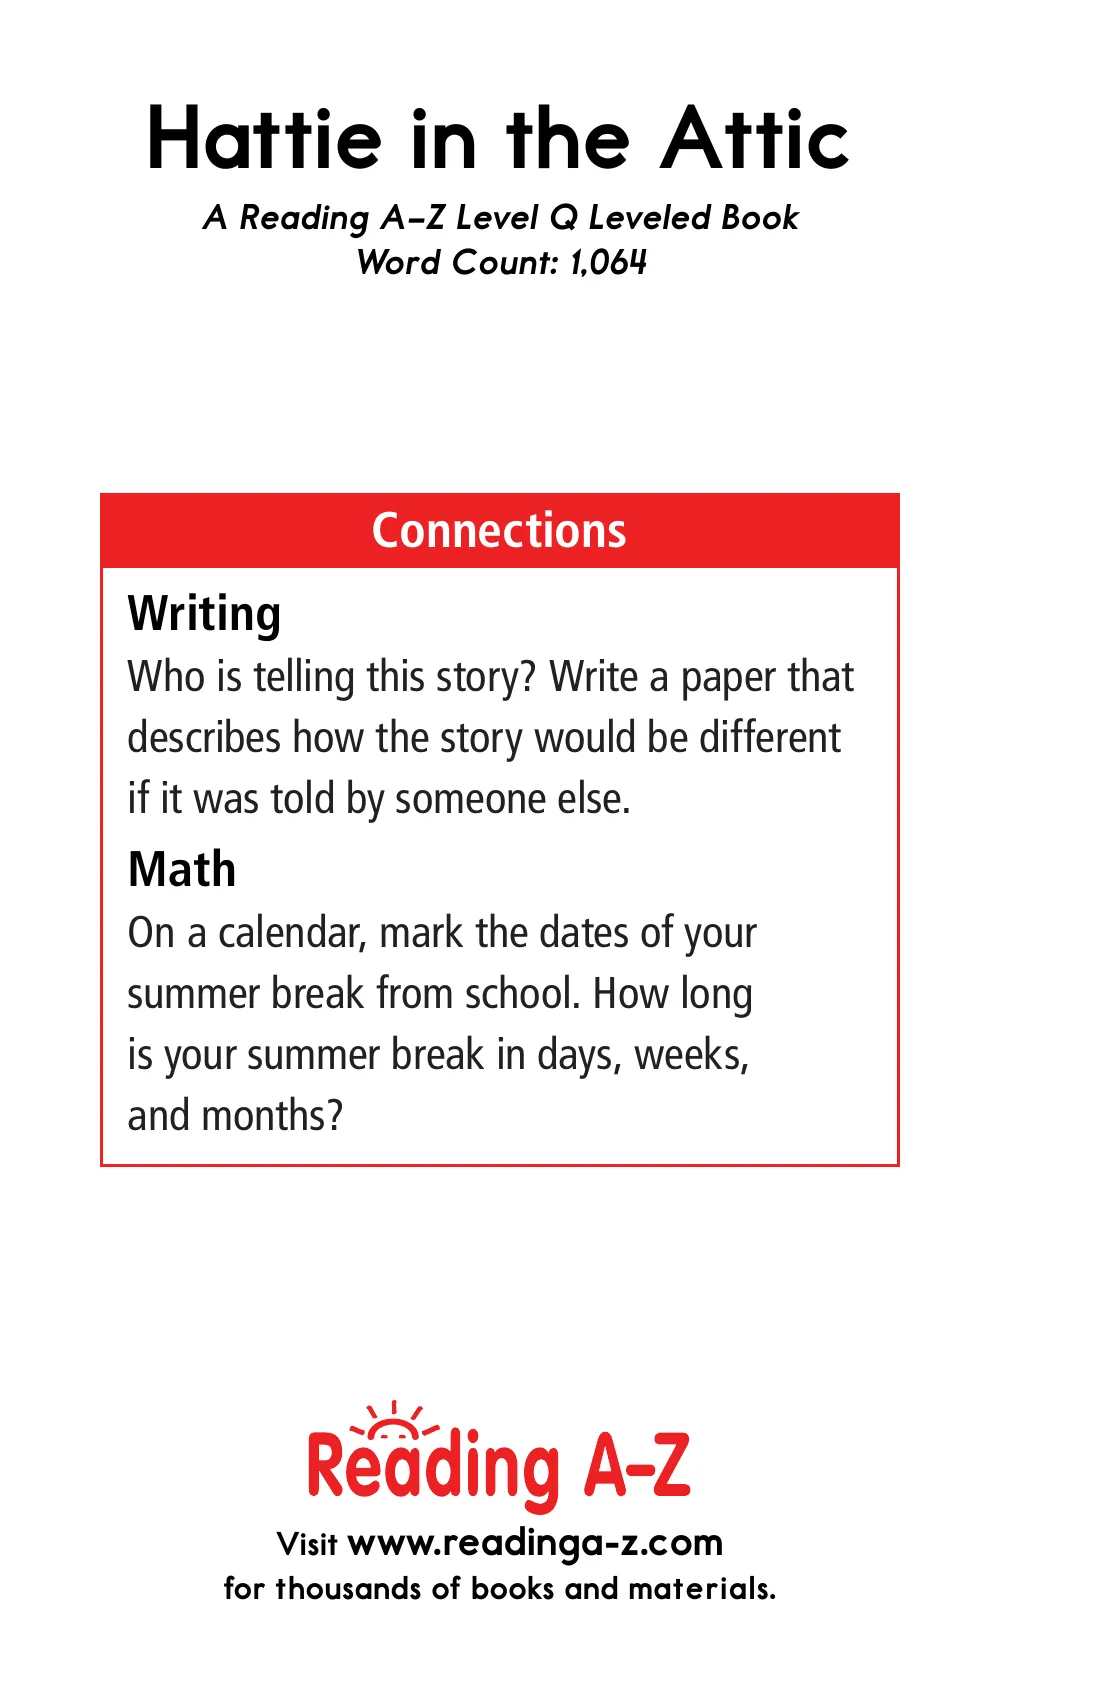 Hattie in the Attic
A Reading A–Z Level Q Leveled Book
Word Count: 1,064
Connections
Writing
Who is telling this story? Write a paper that
describes how the story would be different
if it was told by someone else.
Math
On a calendar, mark the dates of your
summer break from school. How long
is your summer break in days, weeks,
and months?
Reading A–Z
Visit www.readinga-z.com
for thousands of books and materials.